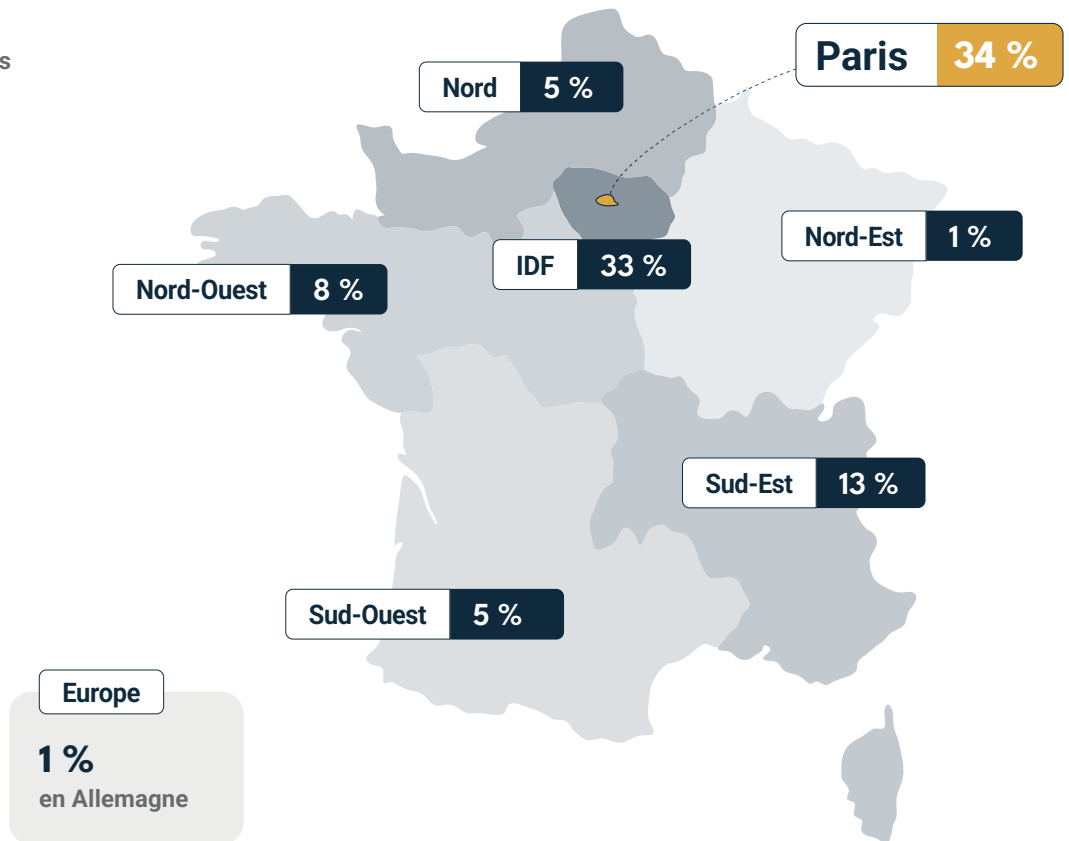 s
Paris 34 %
Nord 5 %
Nord-Est 1 %
IDF 33 %
Nord-Ouest 8 %
Sud-Est 13 %
Sud-Ouest 5 %
Europe
1 %
en Allemagne